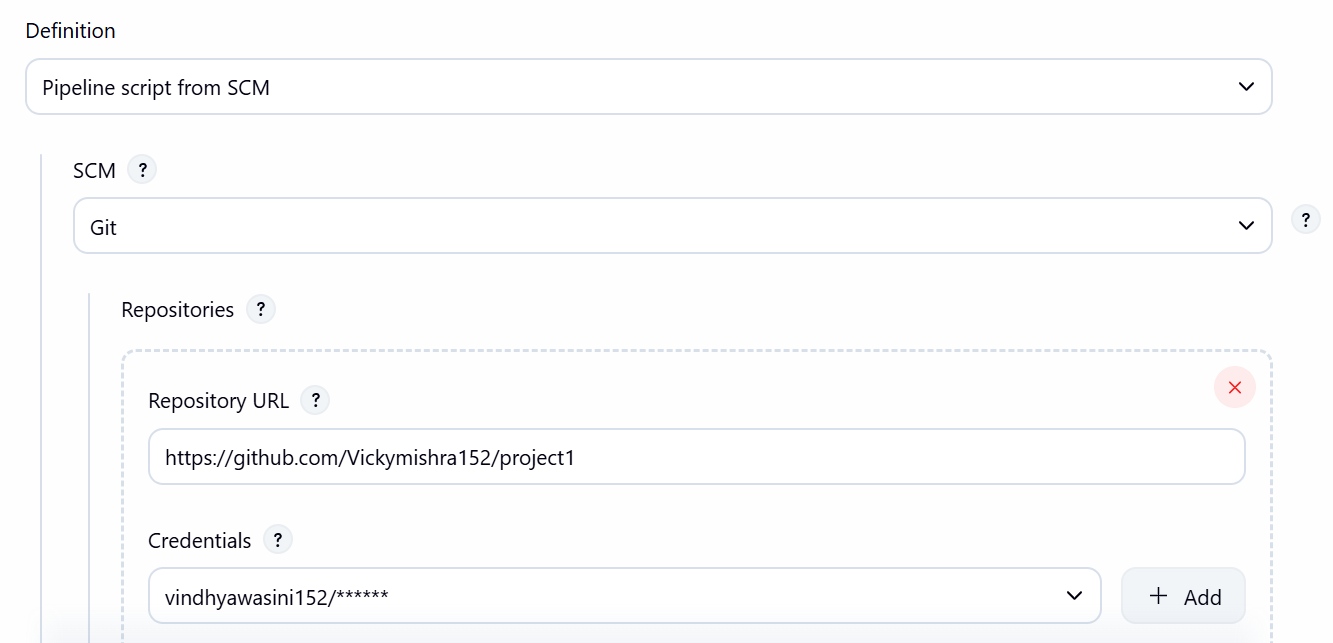 Definition
Pipeline script from SCM
SCM ?
Git
?
Repositories ?
Repository URL ?
https://github.com/Vickymishra152/project1
Credentials ?
vindhyawasini152/******
+ Add